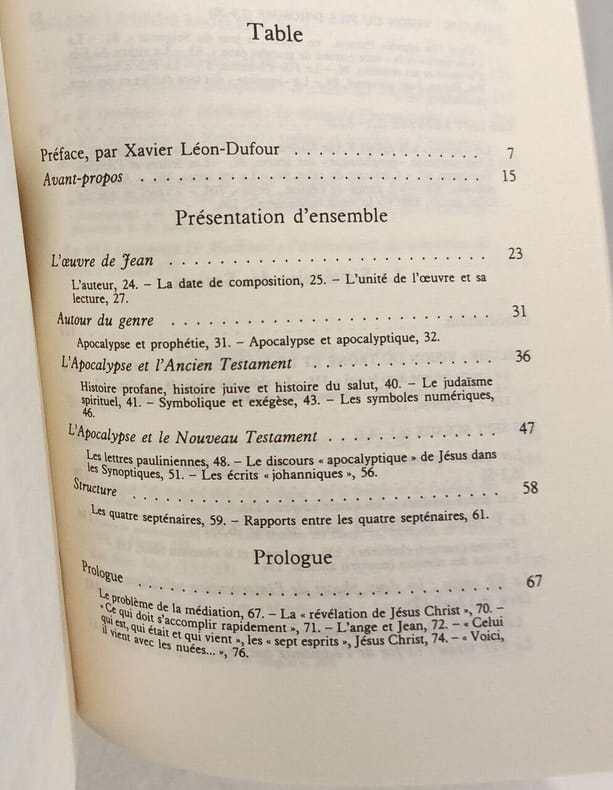 Table
Préface, par Xavier Léon-Dufour . . . . . . . . . . . . . . . . 7
Avant-propos . . . . . . . . . . . . . . . . . . . . . . . . . . . . . 15
Présentation d'ensemble
L'œuvre de Jean . . . . . . . . . . . . . . . . . . . . . . . . . . 23
L'auteur, 24. – La date de composition, 25. – L'unité de l'œuvre et sa
lecture, 27.
Autour du genre . . . . . . . . . . . . . . . . . . . . . . . . . . 31
Apocalypse et prophétie, 31. – Apocalypse et apocalyptique, 32.
L'Apocalypse et l'Ancien Testament . . . . . . . . . . . . . . . 36
Histoire profane, histoire juive et histoire du salut, 40. – Le judaïsme
spirituel, 41. – Symbolique et exégèse, 43. – Les symboles numériques,
46.
L'Apocalypse et le Nouveau Testament . . . . . . . . . . . . . . 47
Les lettres pauliniennes, 48. – Le discours « apocalyptique » de Jésus dans
les Synoptiques, 51. – Les écrits « johanniques », 56.
Structure . . . . . . . . . . . . . . . . . . . . . . . . . . . . . . 58
Les quatre septénaires, 59. – Rapports entre les quatre septénaires, 61.
Prologue
Prologue . . . . . . . . . . . . . . . . . . . . . . . . . . . . . . 67
Le problème de la médiation, 67. – La « révélation de Jésus Christ », 70. –
« Ce qui doit s'accomplir rapidement », 71. – L'ange et Jean, 72. – « Celui
qui est, qui était et qui vient », les « sept esprits », Jésus Christ, 74. – « Voici,
il vient avec les nuées... », 76.